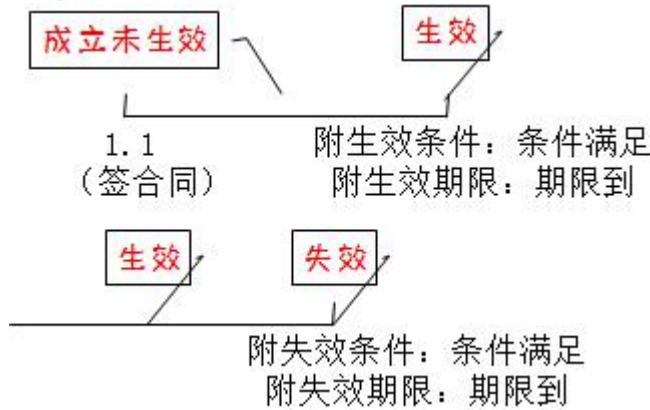 成立未生效
生效
1.1
(签合同)
附生效条件：条件满足
附生效期限：期限到
生效
失效
附失效条件：条件满足
附失效期限：期限到